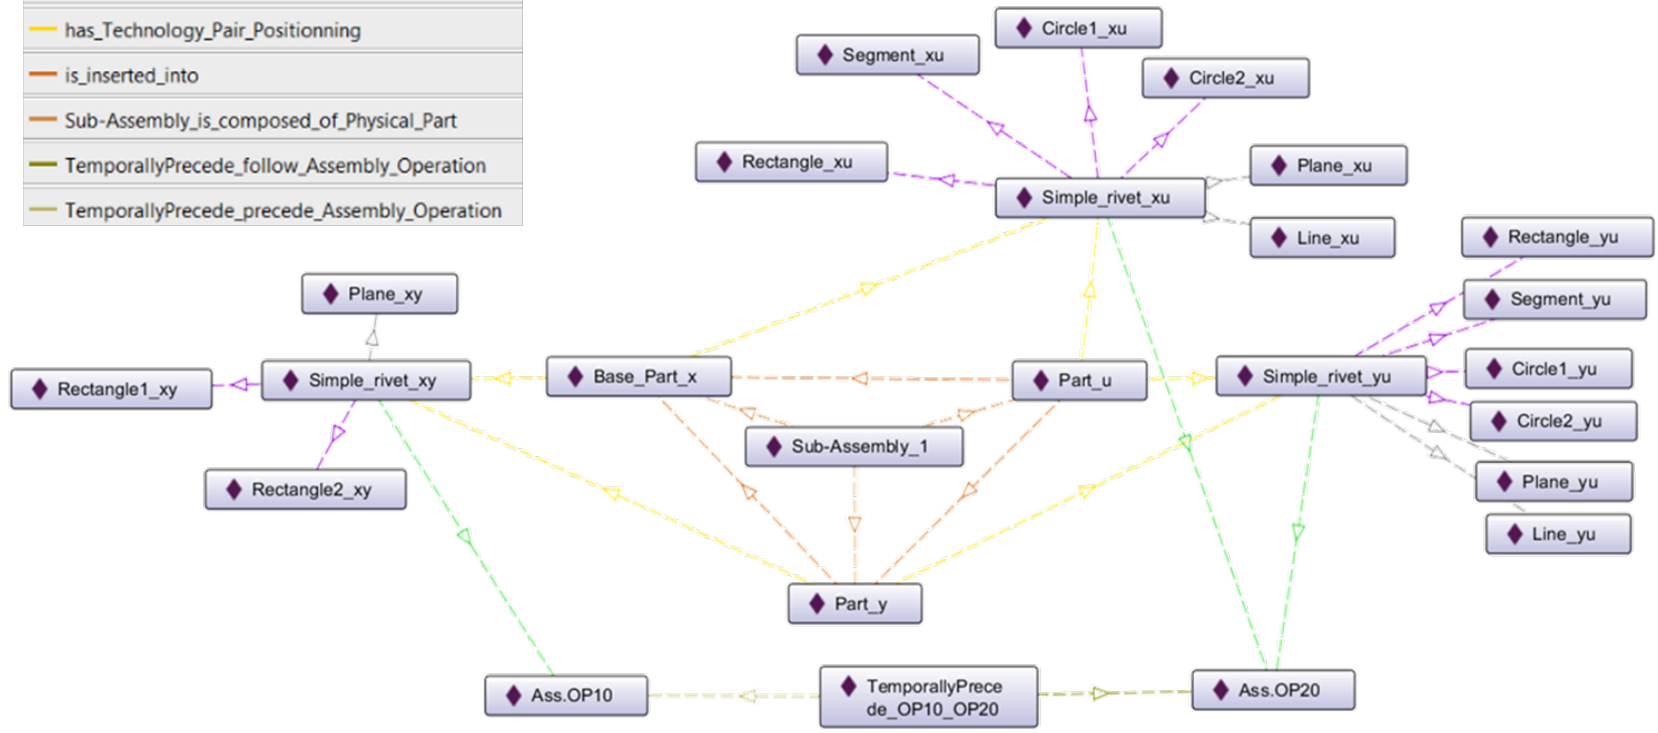 has_Technology_Pair_Positionning
is_inserted_into
Sub-Assembly_is_composed_of_Physical_Part
TemporallyPrecede_follow_Assembly_Operation
TemporallyPrecede_precede_Assembly_Operation
Circle1_xu
Segment_xu
Circle2_xu
Rectangle_xu
Plane_xu
Simple_rivet_xu
Line_xu
Rectangle_yu
Plane_xy
Segment_yu
Rectangle1_xy
Simple_rivet_xy
Base_Part_x
Part_u
Simple_rivet_yu
Circle1_yu
Circle2_yu
Sub-Assembly_1
Rectangle2_xy
Plane_yu
Line_yu
Part_y
Ass.OP10
TemporallyPrece
de_OP10_OP20
Ass.OP20